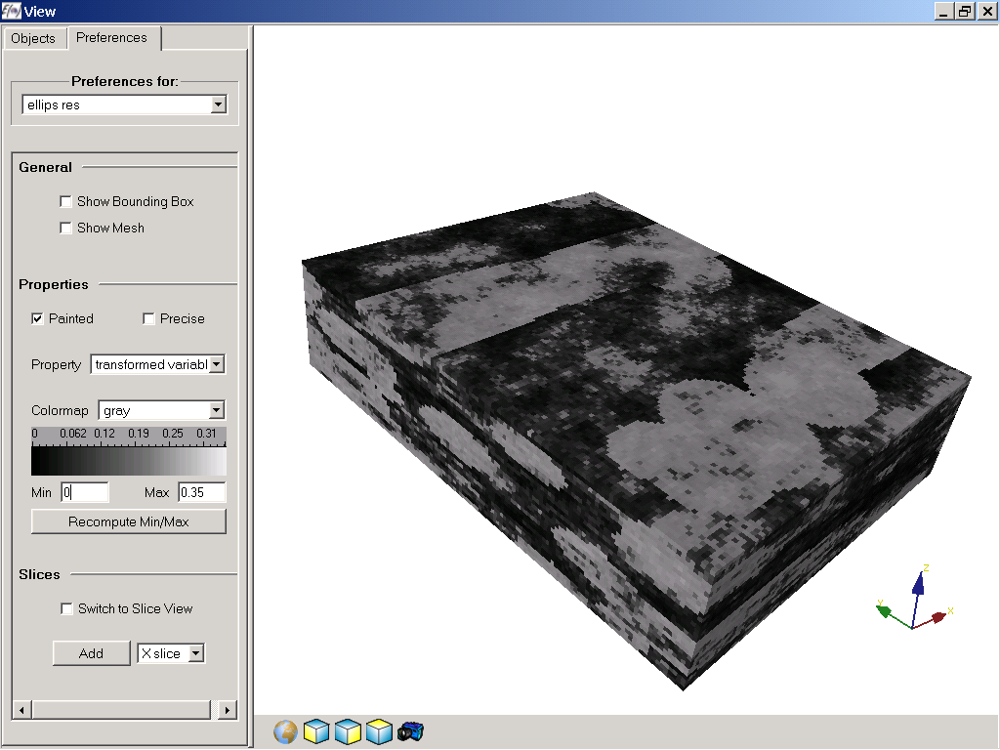 View
Objects Preferences
Preferences for:
ellips res
General
Show Bounding Box
Show Mesh
Properties
Painted Precise
Property transformed variabl
Colormap gray
0 0.062 0.12 0.19 0.25 0.31
Min 0 Max 0.35
Recompute Min/Max
Slices
Switch to Slice View
Add X slice
Z
Y X